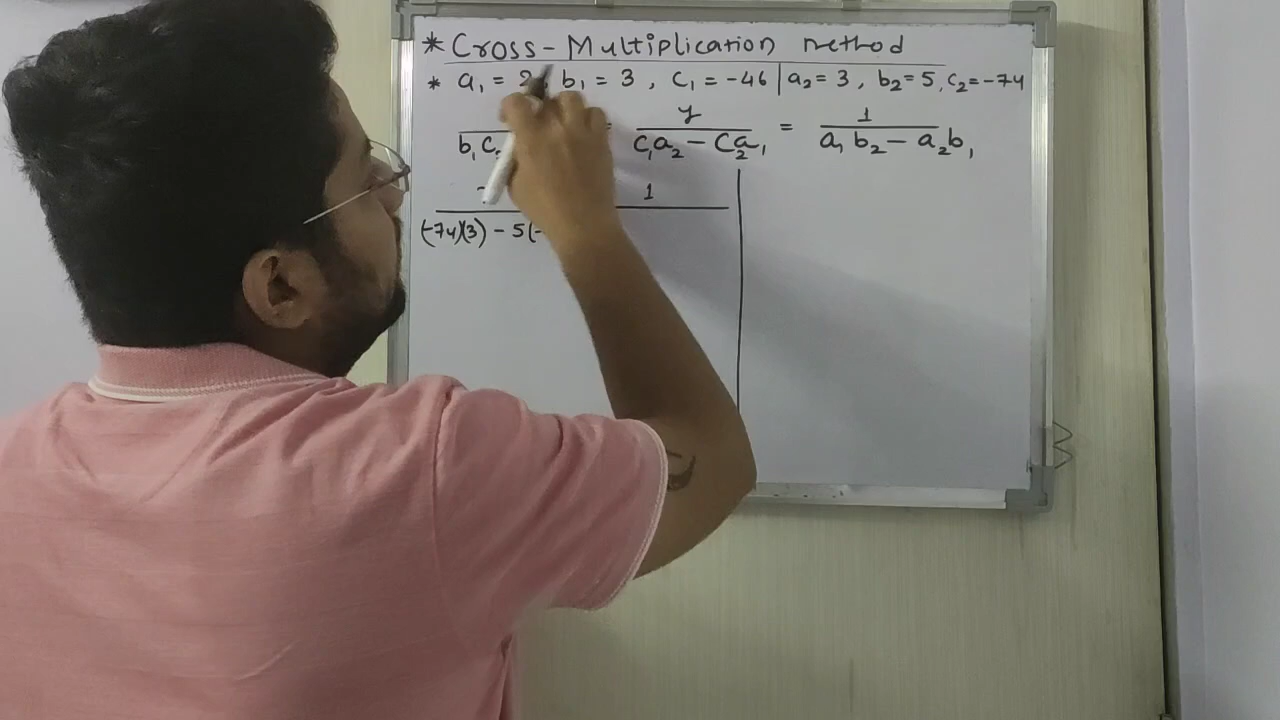 * Cross-Multiplication method
* a₁ = 2, b₁ = 3, c₁ = -46 | a₂ = 3, b₂ = 5, c₂ = -74
b₁c₂ = y/(c₁a₂ - c₂a₁) = 1/(a₁b₂ - a₂b₁)
1
(-74)(3) - 5(-